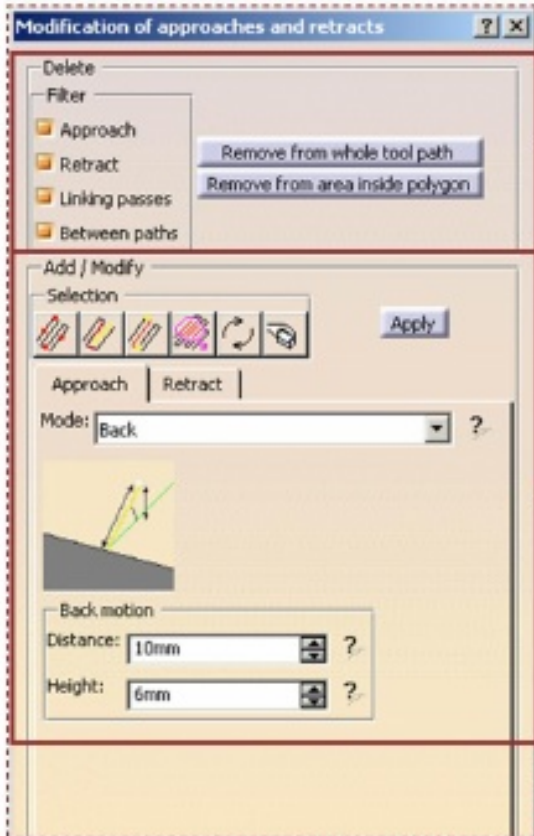 Modification of approaches and retracts
Delete
Filter
Approach
Retract
Linking passes
Between paths
Remove from whole tool path
Remove from area inside polygon
Add / Modify
Selection
Apply
Approach Retract
Mode: Back ?
Back motion
Distance: 10mm ?
Height: 6mm ?